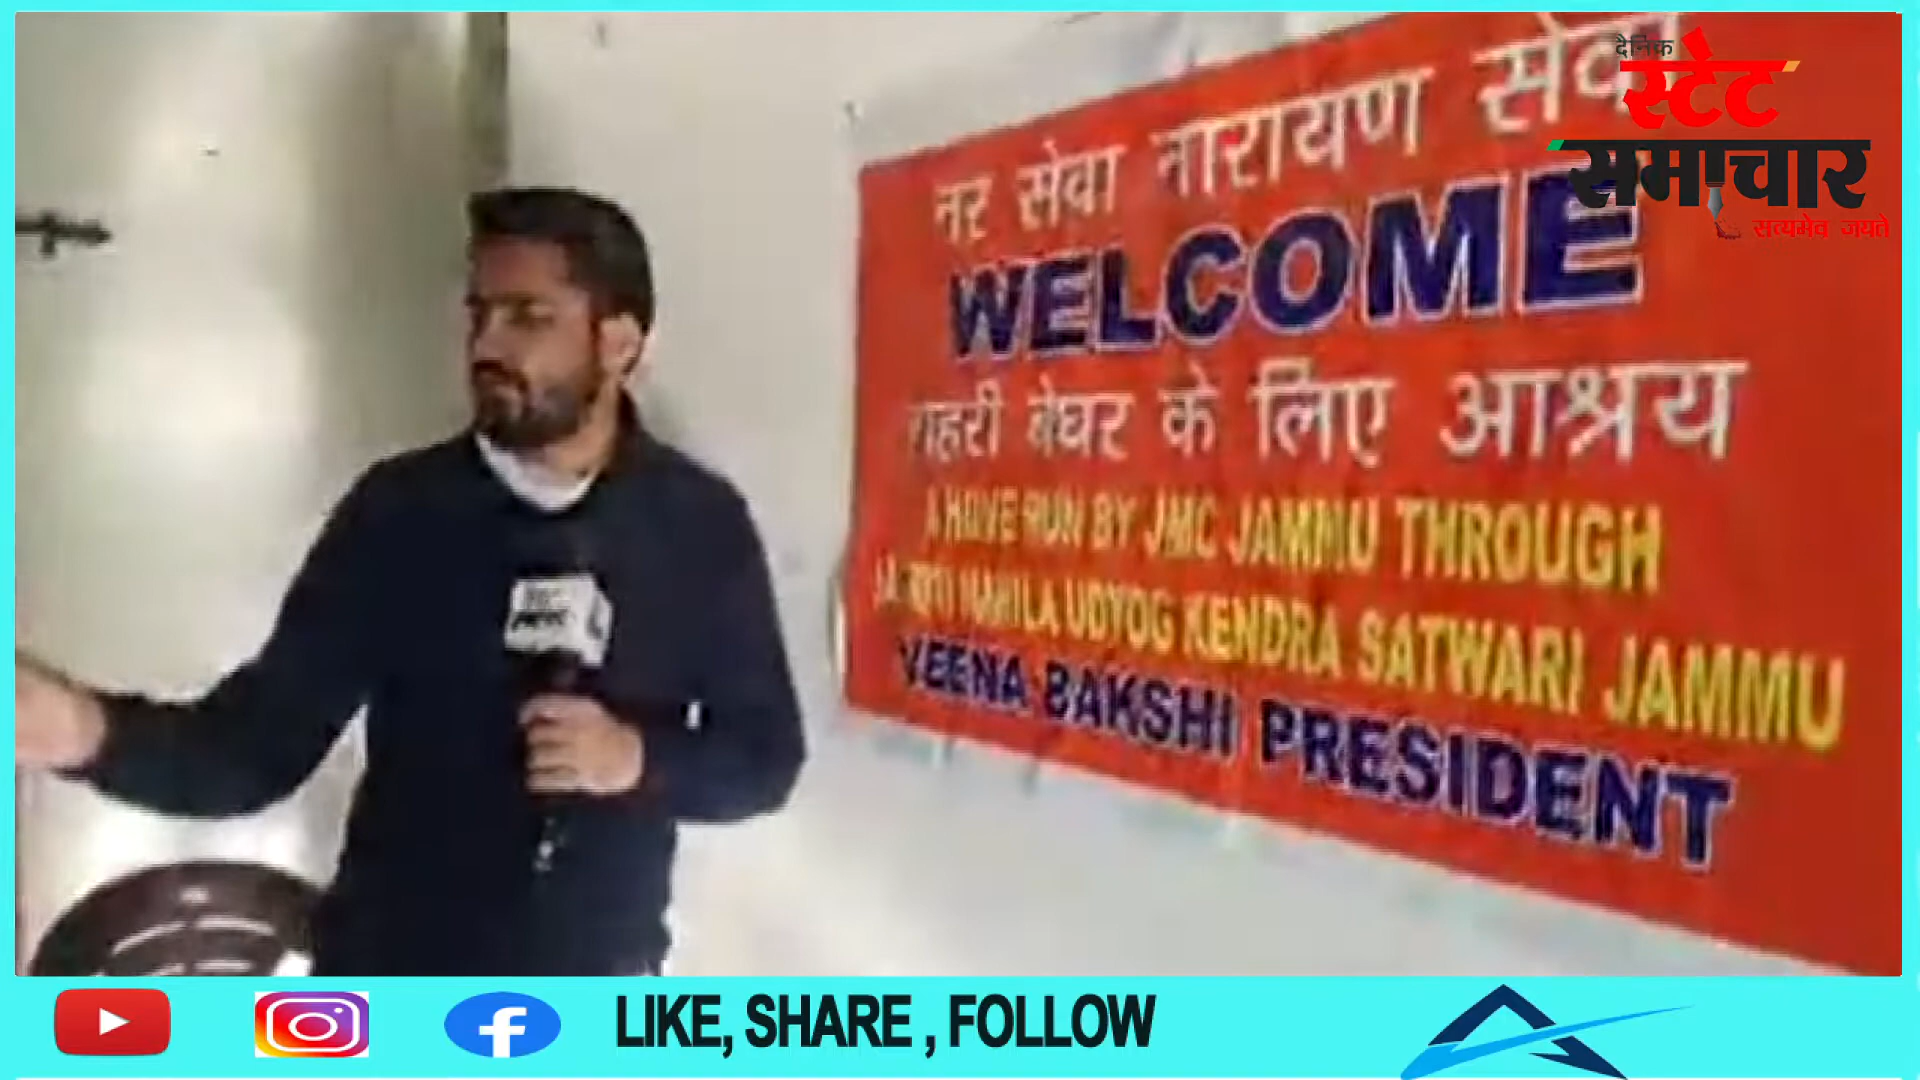 दैनिक
स्टेट
समाचार
सत्यमेव जयते
नर सेवा नारायण सेवा
WELCOME
शहरी बेघर के लिए आश्रय
A HOME RUN BY JMC JAMMU THROUGH
MAHILA UDYOG KENDRA SATWARI JAMMU
VEENA BAKSHI PRESIDENT
LIKE, SHARE , FOLLOW